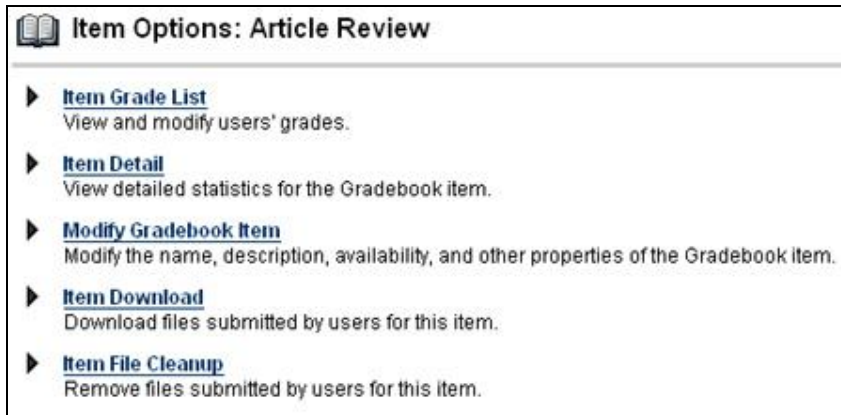 Item Options: Article Review
Item Grade List
View and modify users' grades.
Item Detail
View detailed statistics for the Gradebook item.
Modify Gradebook Item
Modify the name, description, availability, and other properties of the Gradebook item.
Item Download
Download files submitted by users for this item.
Item File Cleanup
Remove files submitted by users for this item.